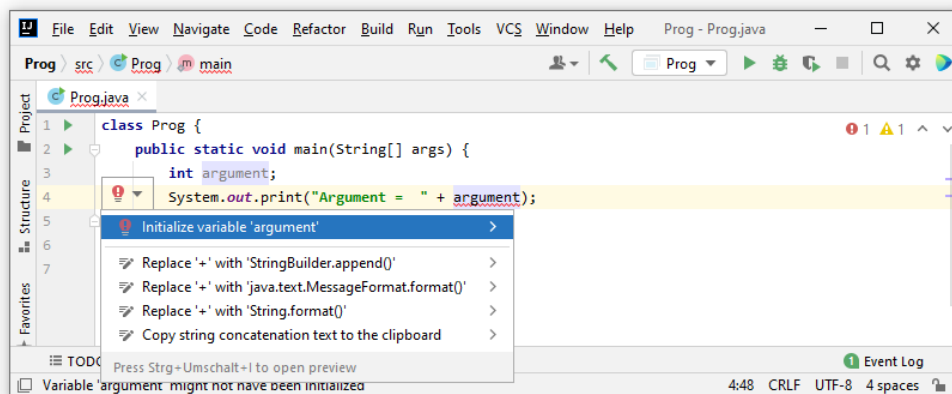 IJ File Edit View Navigate Code Refactor Build Run Tools VCS Window Help Prog - Prog.java
Prog src C Prog m main Prog
C Prog.java
Project
Structure
Favorites
1 class Prog {
2 public static void main(String[] args) {
3 int argument;
4 System.out.print("Argument =  " + argument);
5
6
7
1 1
Initialize variable 'argument'
Replace '+' with 'StringBuilder.append()'
Replace '+' with 'java.text.MessageFormat.format()'
Replace '+' with 'String.format()'
Copy string concatenation text to the clipboard
Press Strg+Umschalt+I to open preview
TODO 1 Event Log
Variable 'argument' might not have been initialized 4:48 CRLF UTF-8 4 spaces